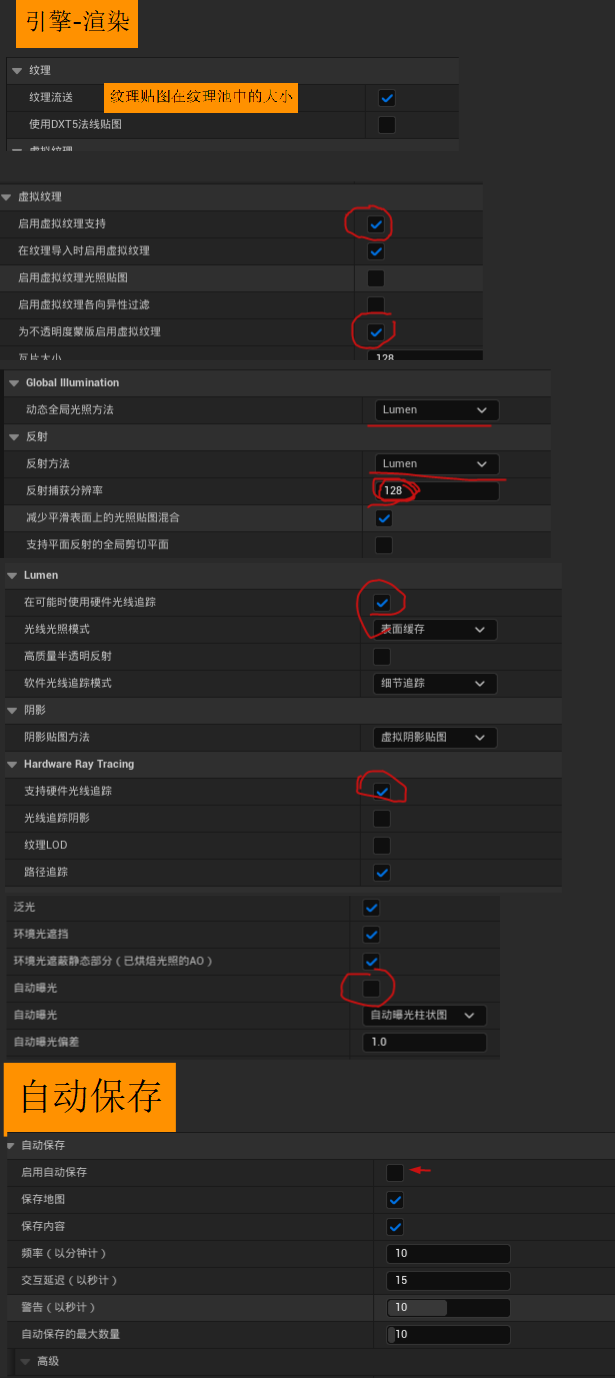 引擎-渲染
纹理
纹理流送 纹理贴图在纹理池中的大小
使用DXT5法线贴图
虚拟纹理
虚拟纹理
启用虚拟纹理支持
在纹理导入时启用虚拟纹理
启用虚拟纹理光照贴图
启用虚拟纹理各向异性过滤
为不透明度蒙版启用虚拟纹理
瓦片大小 128
Global Illumination
动态全局光照方法 Lumen
反射
反射方法 Lumen
反射捕获分辨率 128
减少平滑表面上的光照贴图混合
支持平面反射的全局剪切平面
Lumen
在可能时使用硬件光线追踪
光线光照模式 表面缓存
高质量半透明反射
软件光线追踪模式 细节追踪
阴影
阴影贴图方法 虚拟阴影贴图
Hardware Ray Tracing
支持硬件光线追踪
光线追踪阴影
纹理LOD
路径追踪
泛光
环境光遮挡
环境光遮蔽静态部分（已烘焙光照的AO）
自动曝光
自动曝光 自动曝光柱状图
自动曝光偏差 1.0
自动保存
自动保存
启用自动保存
保存地图
保存内容
频率（以分钟计） 10
交互延迟（以秒计） 15
警告（以秒计） 10
自动保存的最大数量 10
高级